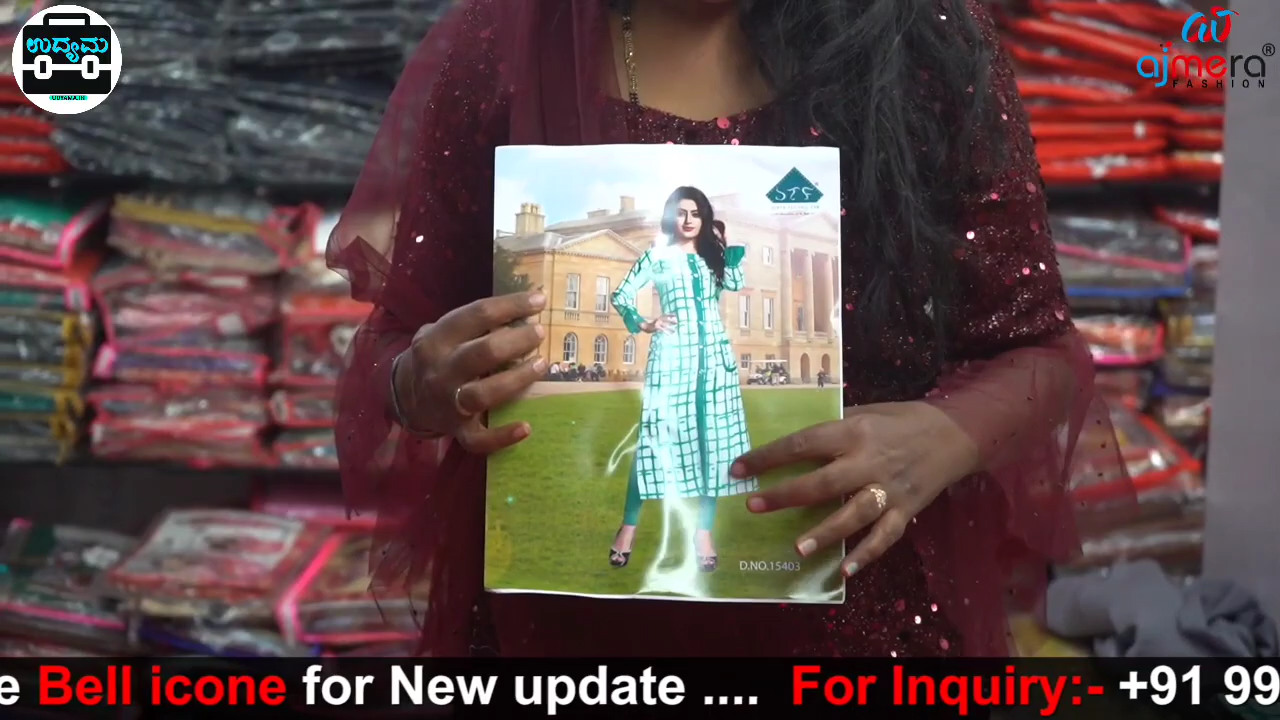 ಉದ್ಯಮ
ajmera®
FASHION
D.NO.15403
e Bell icone for New update .... For Inquiry:- +91 99